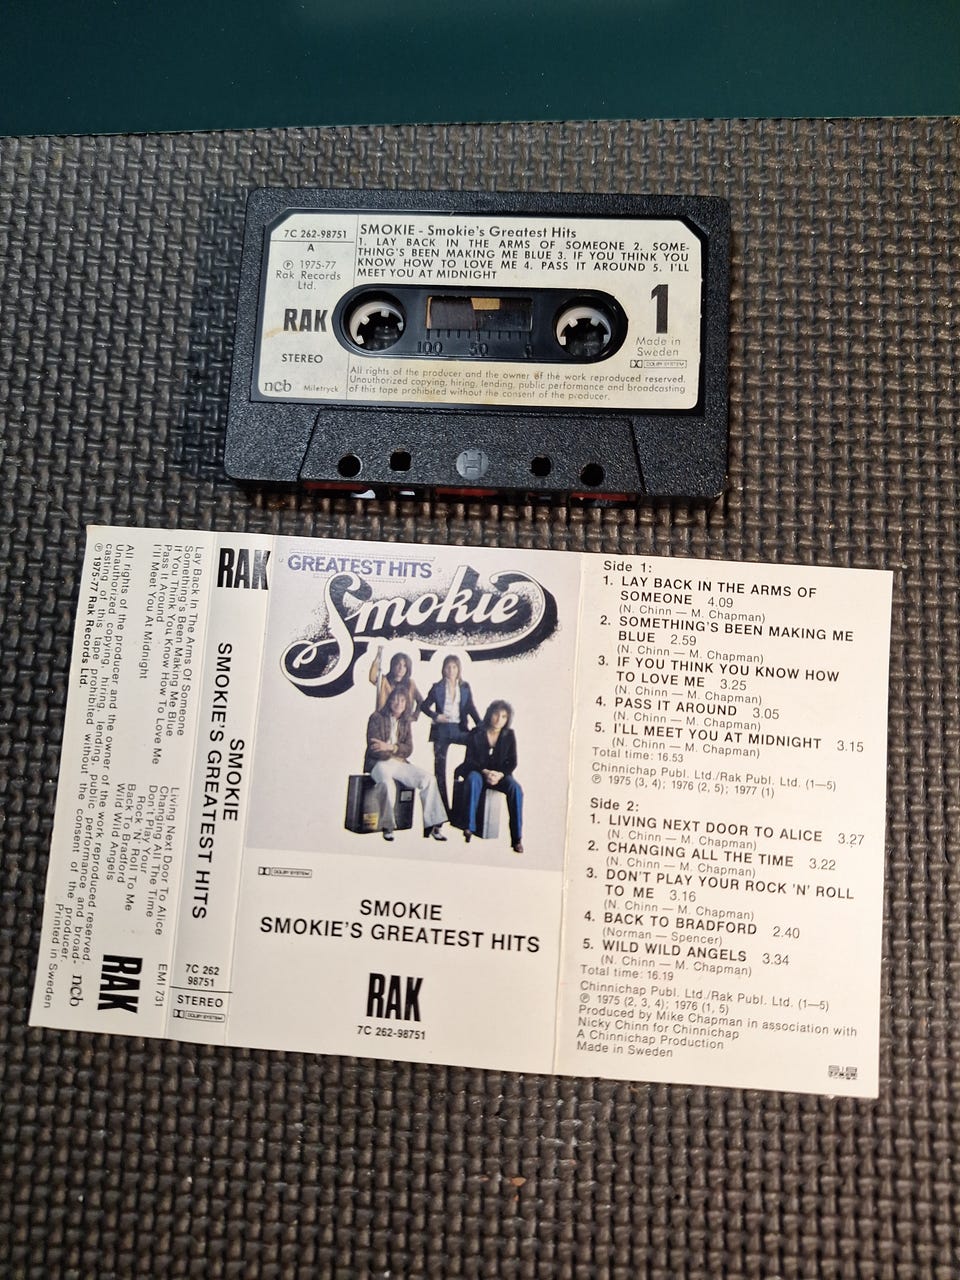 7C 262-98751
A
Ⓟ 1975-77
Rak Records
Ltd.
RAK
STEREO
ncb Miletryck
SMOKIE - Smokie's Greatest Hits
1. LAY BACK IN THE ARMS OF SOMEONE 2. SOME-
THING'S BEEN MAKING ME BLUE 3. IF YOU THINK YOU
KNOW HOW TO LOVE ME 4. PASS IT AROUND 5. I'LL
MEET YOU AT MIDNIGHT
1
Made in
Sweden
DOLBY SYSTEM
100 50 0
All rights of the producer and the owner of the work reproduced reserved.
Unauthorized copying, hiring, lending, public performance and broadcasting
of this tape prohibited without the consent of the producer.
H
Lay Back In The Arms Of Someone
Something's Been Making Me Blue
If You Think You Know How To Love Me
Pass It Around
I'll Meet You At Midnight
Living Next Door To Alice
Changing All The Time
Don't Play Your
Rock 'N' Roll To Me
Back To Bradford
Wild Wild Angels
EMI 731
RAK
All rights of the producer and the owner of the work reproduced reserved.
Unauthorized copying, hiring, lending, public performance and broad-
casting of this tape prohibited without the consent of the producer.
Ⓟ 1975-77 Rak Records Ltd.
ncb
Printed in Sweden
RAK
SMOKIE
SMOKIE'S GREATEST HITS
7C 262
98751
STEREO
DOLBY SYSTEM
GREATEST HITS
Smokie
DOLBY SYSTEM
SMOKIE
SMOKIE'S GREATEST HITS
RAK
7C 262-98751
Side 1:
1. LAY BACK IN THE ARMS OF
SOMEONE 4.09
(N. Chinn — M. Chapman)
2. SOMETHING'S BEEN MAKING ME
BLUE 2.59
(N. Chinn — M. Chapman)
3. IF YOU THINK YOU KNOW HOW
TO LOVE ME 3.25
(N. Chinn — M. Chapman)
4. PASS IT AROUND 3.05
(N. Chinn — M. Chapman)
5. I'LL MEET YOU AT MIDNIGHT 3.15
(N. Chinn — M. Chapman)
Total time: 16.53
Chinnichap Publ. Ltd./Rak Publ. Ltd. (1—5)
Ⓟ 1975 (3, 4); 1976 (2, 5); 1977 (1)
Side 2:
1. LIVING NEXT DOOR TO ALICE 3.27
(N. Chinn — M. Chapman)
2. CHANGING ALL THE TIME 3.22
(N. Chinn — M. Chapman)
3. DON'T PLAY YOUR ROCK 'N' ROLL
TO ME 3.16
(N. Chinn — M. Chapman)
4. BACK TO BRADFORD 2.40
(Norman — Spencer)
5. WILD WILD ANGELS 3.34
(N. Chinn — M. Chapman)
Total time: 16.19
Chinnichap Publ. Ltd./Rak Publ. Ltd. (1—5)
Ⓟ 1975 (2, 3, 4); 1976 (1, 5)
Produced by Mike Chapman in association with
Nicky Chinn for Chinnichap
A Chinnichap Production
Made in Sweden